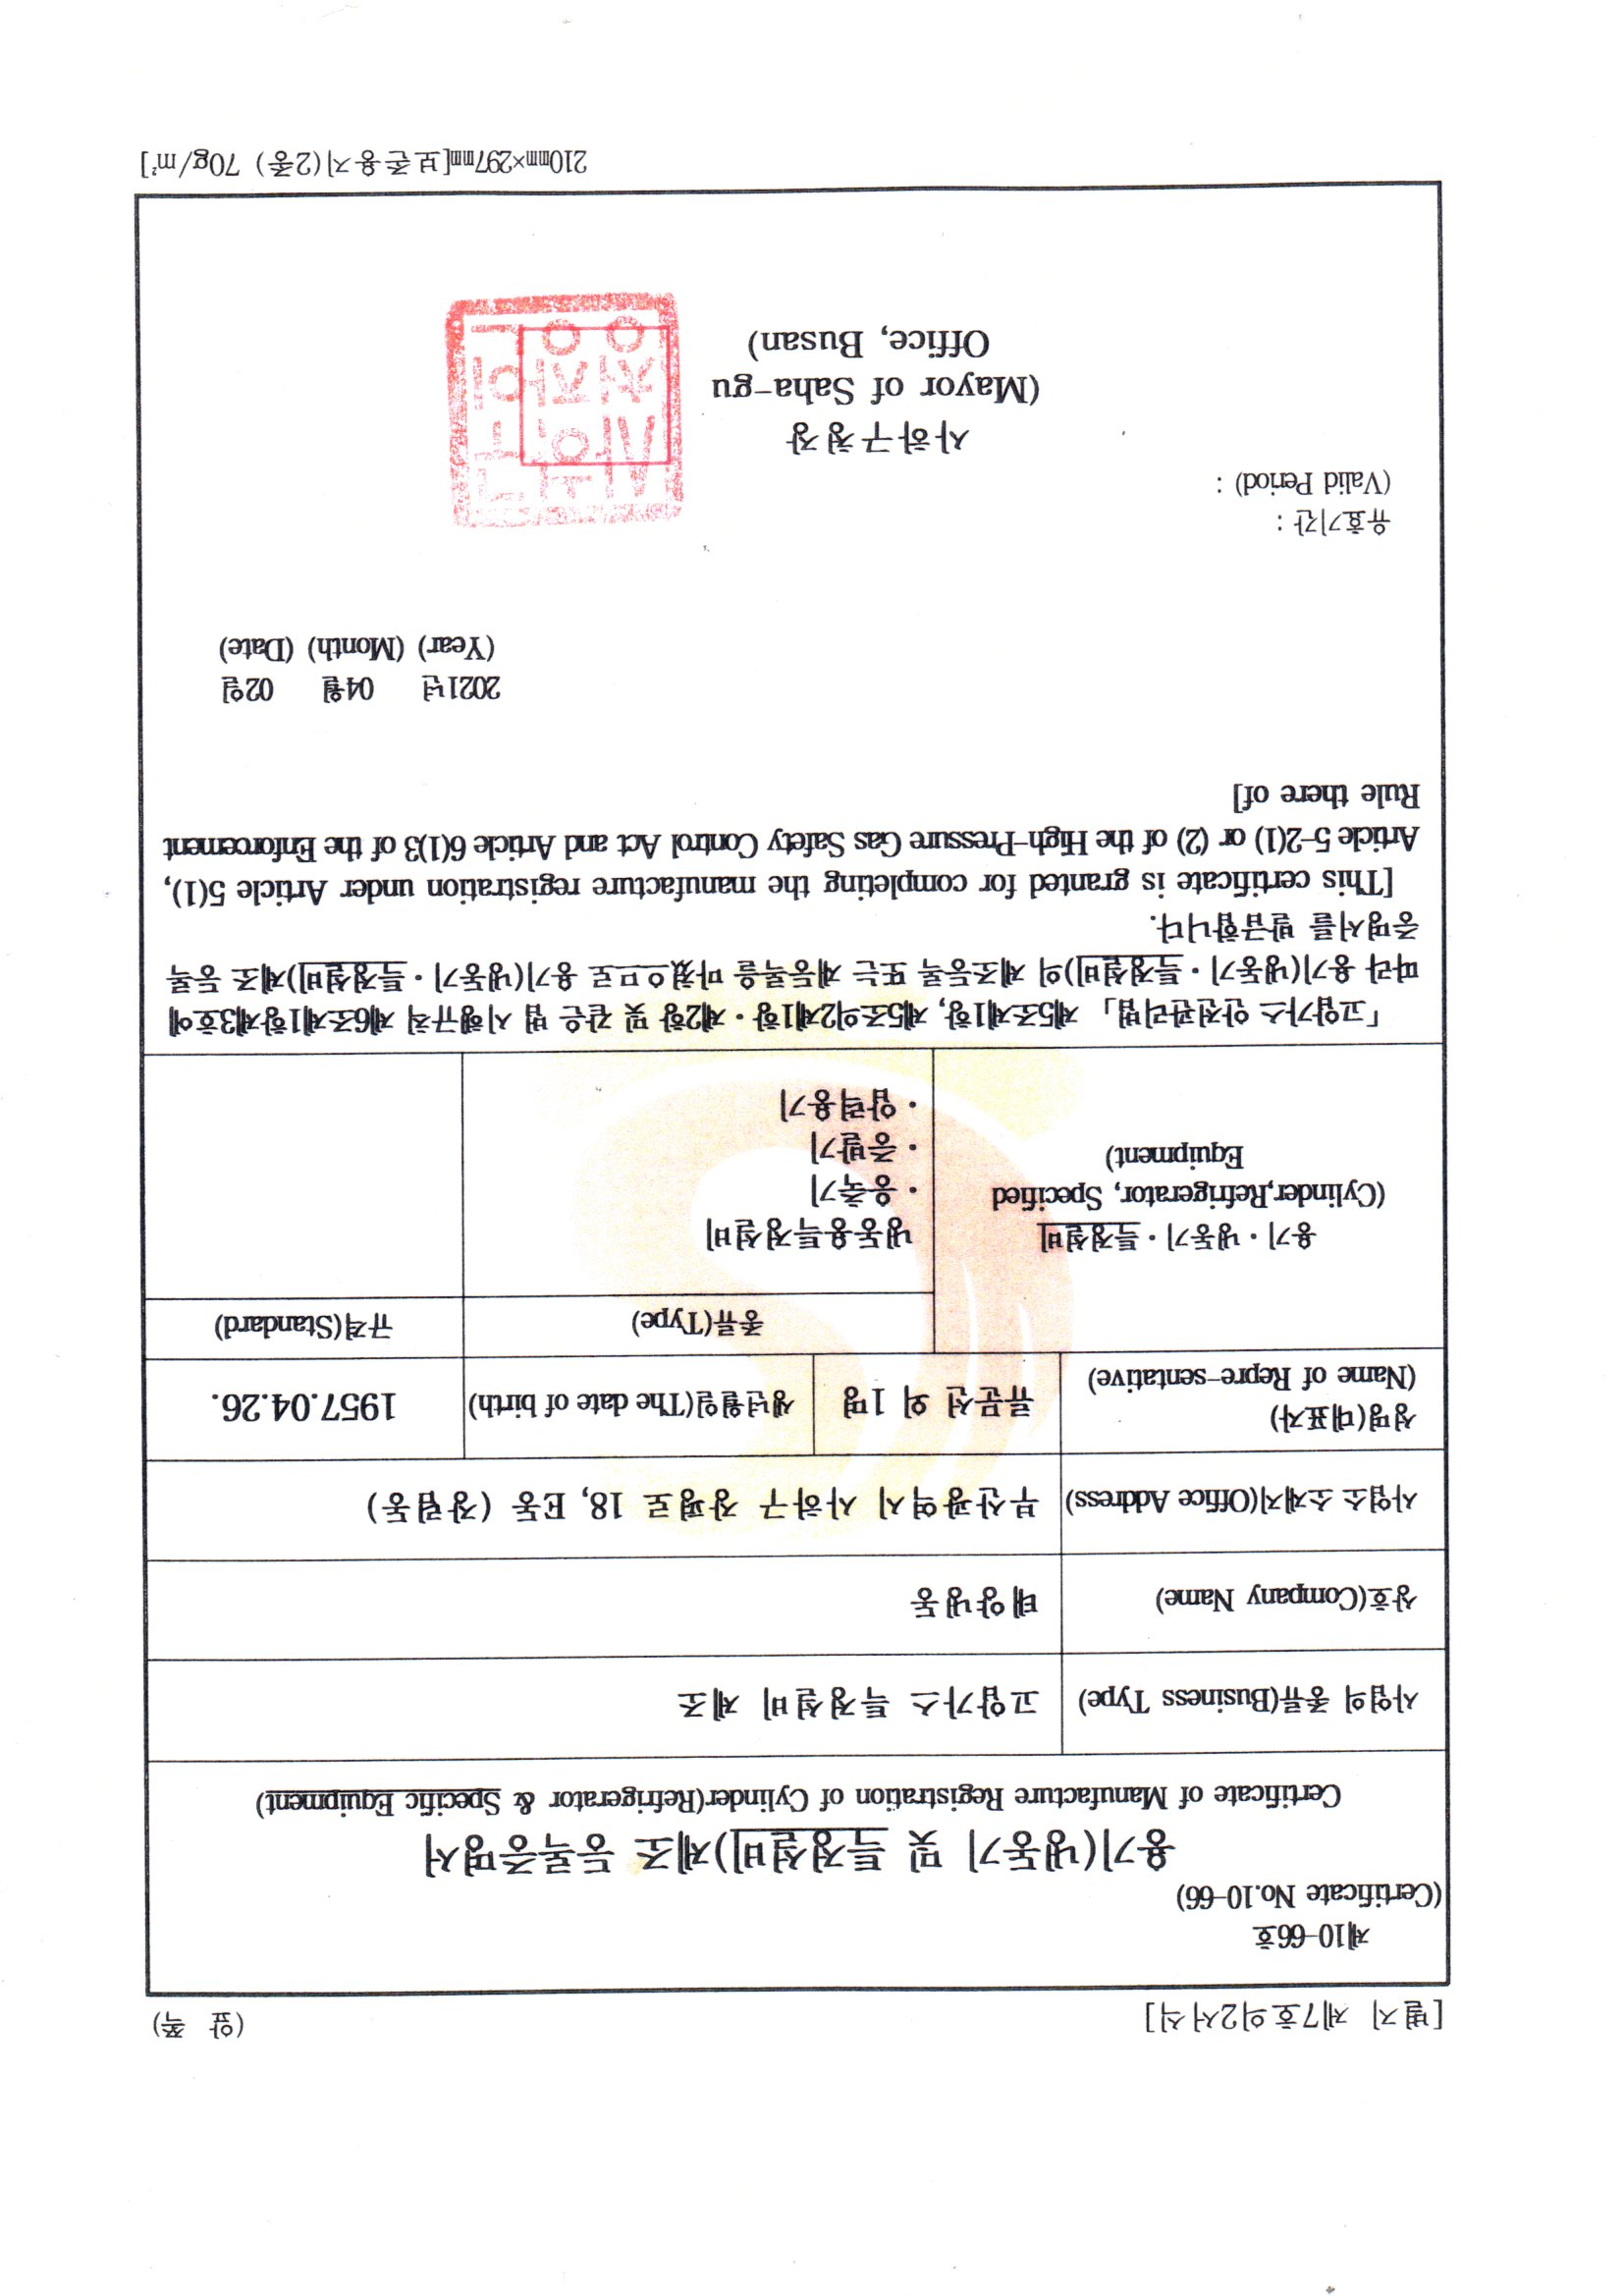 [별지 제7호의2서식]
(앞 쪽)
제10-66호
(Certificate No.10-66)
용기(냉동기 및 특정설비)제조 등록증명서
Certificate of Manufacture Registration of Cylinder(Refrigerator & Specific Equipment)
사업의 종류(Business Type)
고압가스 특정설비 제조
상호(Company Name)
태양냉동
사업소 소재지(Office Address)
부산광역시 사하구 장평로 18, E동 (장림동)
성명(대표자)
(Name of Repre-sentative)
류문선 외 1명
생년월일(The date of birth)
1957.04.26.
용기·냉동기·특정설비
(Cylinder,Refrigerator, Specified
Equipment)
종류(Type)
규격(Standard)
냉동용특정설비
· 응축기
· 증발기
· 압력용기
「고압가스 안전관리법」 제5조제1항, 제5조의2제1항·제2항 및 같은 법 시행규칙 제6조제1항제3호에
따라 용기(냉동기·특정설비)의 제조등록 또는 재등록을 마쳤으므로 용기(냉동기·특정설비)제조 등록
증명서를 발급합니다.
[This certificate is granted for completing the manufacture registration under Article 5(1),
Article 5-2(1) or (2) of the High-Pressure Gas Safety Control Act and Article 6(1)3 of the Enforcement
Rule there of]
2021년 04월 02일
(Year) (Month) (Date)
유효기간 :
(Valid Period) :
사하구청장
(Mayor of Saha-gu
Office, Busan)
사하구
청장인
210㎜×297㎜[보존용지(2종) 70g/㎡]